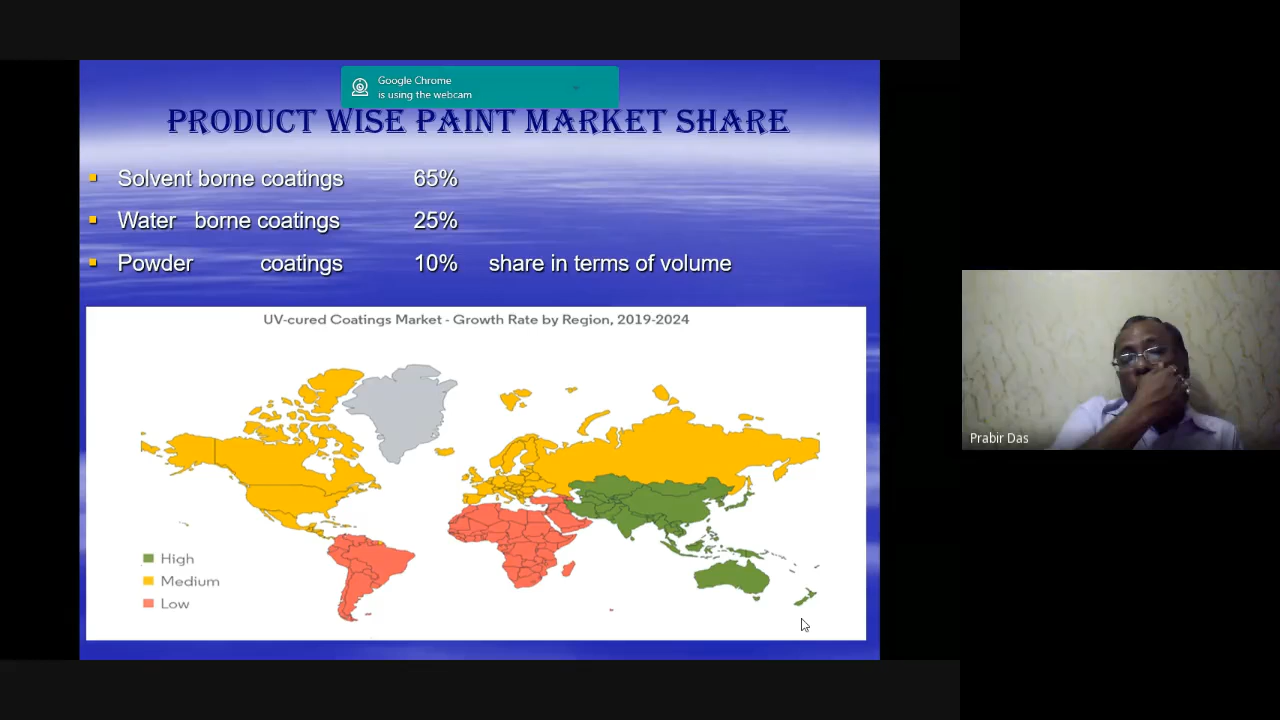 Google Chrome
is using the webcam
PRODUCT WISE PAINT MARKET SHARE
Solvent borne coatings 65%
Water borne coatings 25%
Powder coatings 10% share in terms of volume
UV-cured Coatings Market - Growth Rate by Region, 2019-2024
High
Medium
Low
Prabir Das